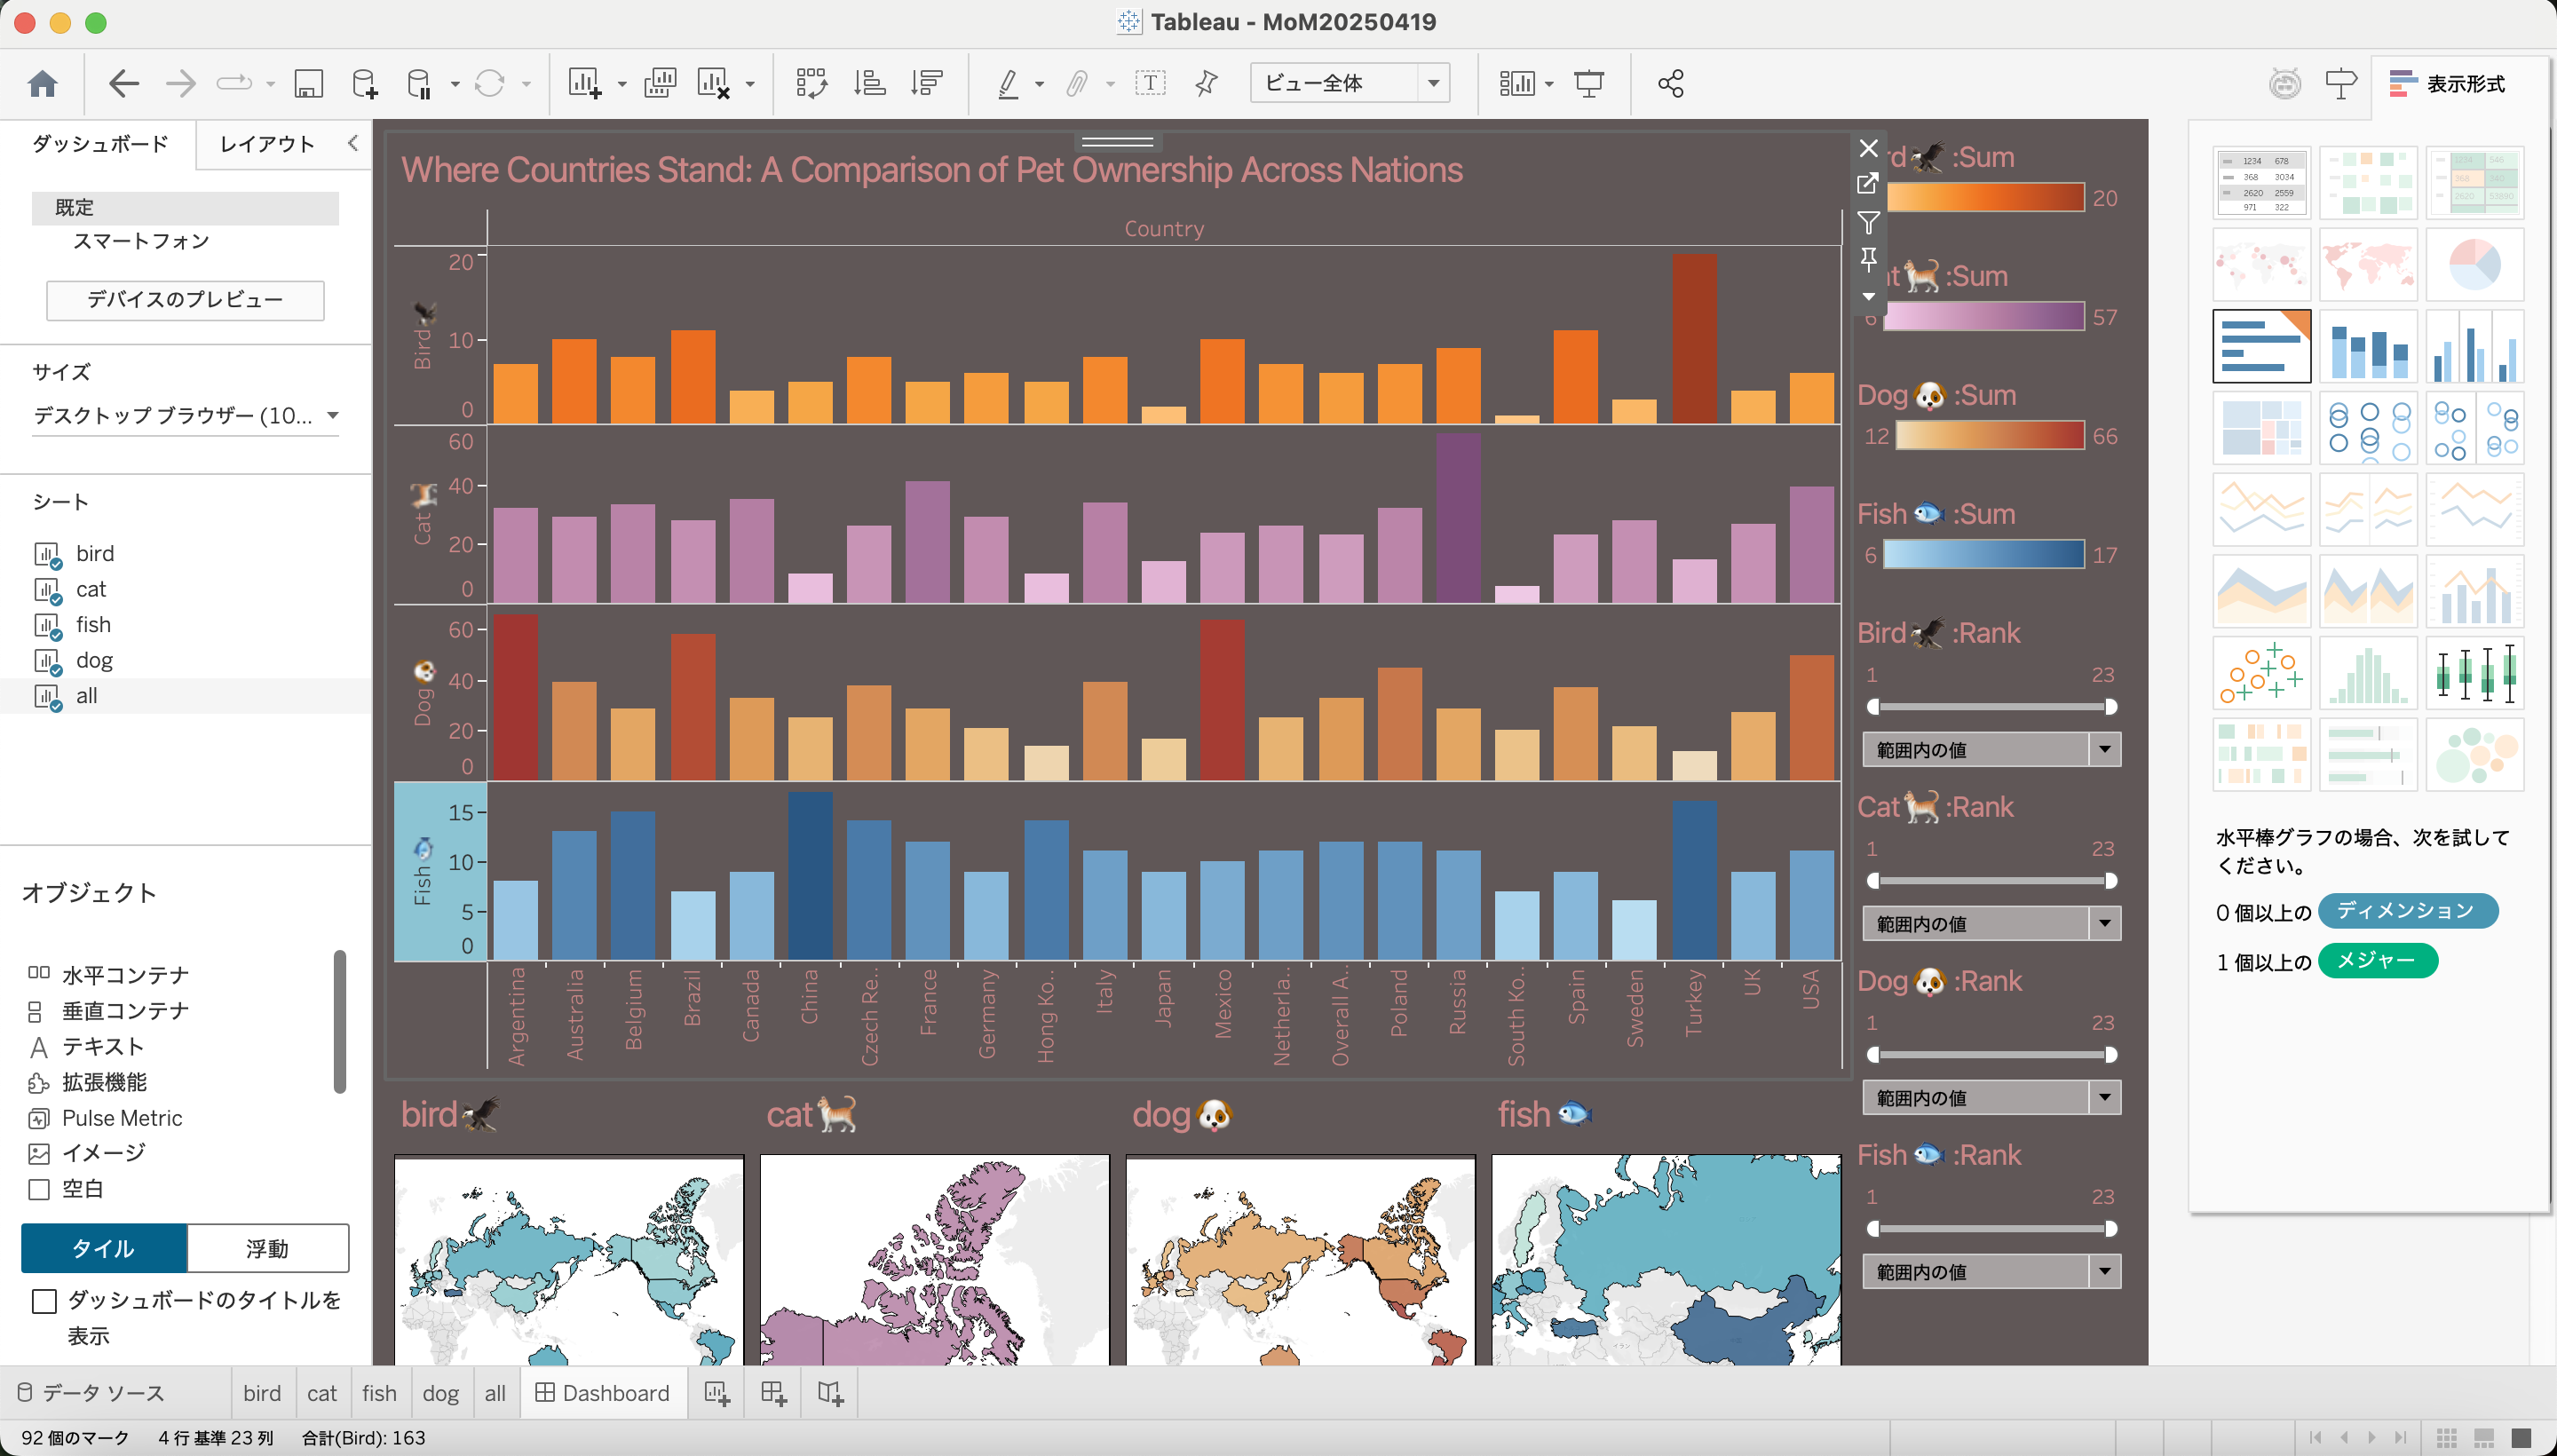 Tableau - MoM20250419
ビュー全体
表示形式
ダッシュボード
レイアウト
既定
スマートフォン
デバイスのプレビュー
サイズ
デスクトップ ブラウザー (10...
シート
bird
cat
fish
dog
all
オブジェクト
水平コンテナ
垂直コンテナ
テキスト
拡張機能
Pulse Metric
イメージ
空白
タイル
浮動
ダッシュボードのタイトルを
表示
Where Countries Stand: A Comparison of Pet Ownership Across Nations
Country
Bird
20
10
0
Cat
60
40
20
0
Dog
60
40
20
0
Fish
15
10
5
0
Argentina
Australia
Belgium
Brazil
Canada
China
Czech Re..
France
Germany
Hong Ko..
Italy
Japan
Mexico
Netherla..
Overall A..
Poland
Russia
South Ko..
Spain
Sweden
Turkey
UK
USA
bird
cat
dog
fish
rd :Sum
20
t :Sum
6 57
Dog :Sum
12 66
Fish :Sum
6 17
Bird :Rank
1 23
範囲内の値
Cat :Rank
1 23
範囲内の値
Dog :Rank
1 23
範囲内の値
Fish :Rank
1 23
範囲内の値
1234 678
368 3034
2620 2559
971 322
水平棒グラフの場合、次を試して
ください。
0 個以上の ディメンション
1 個以上の メジャー
データ ソース
bird
cat
fish
dog
all
Dashboard
92 個のマーク 4 行 基準 23 列 合計(Bird): 163